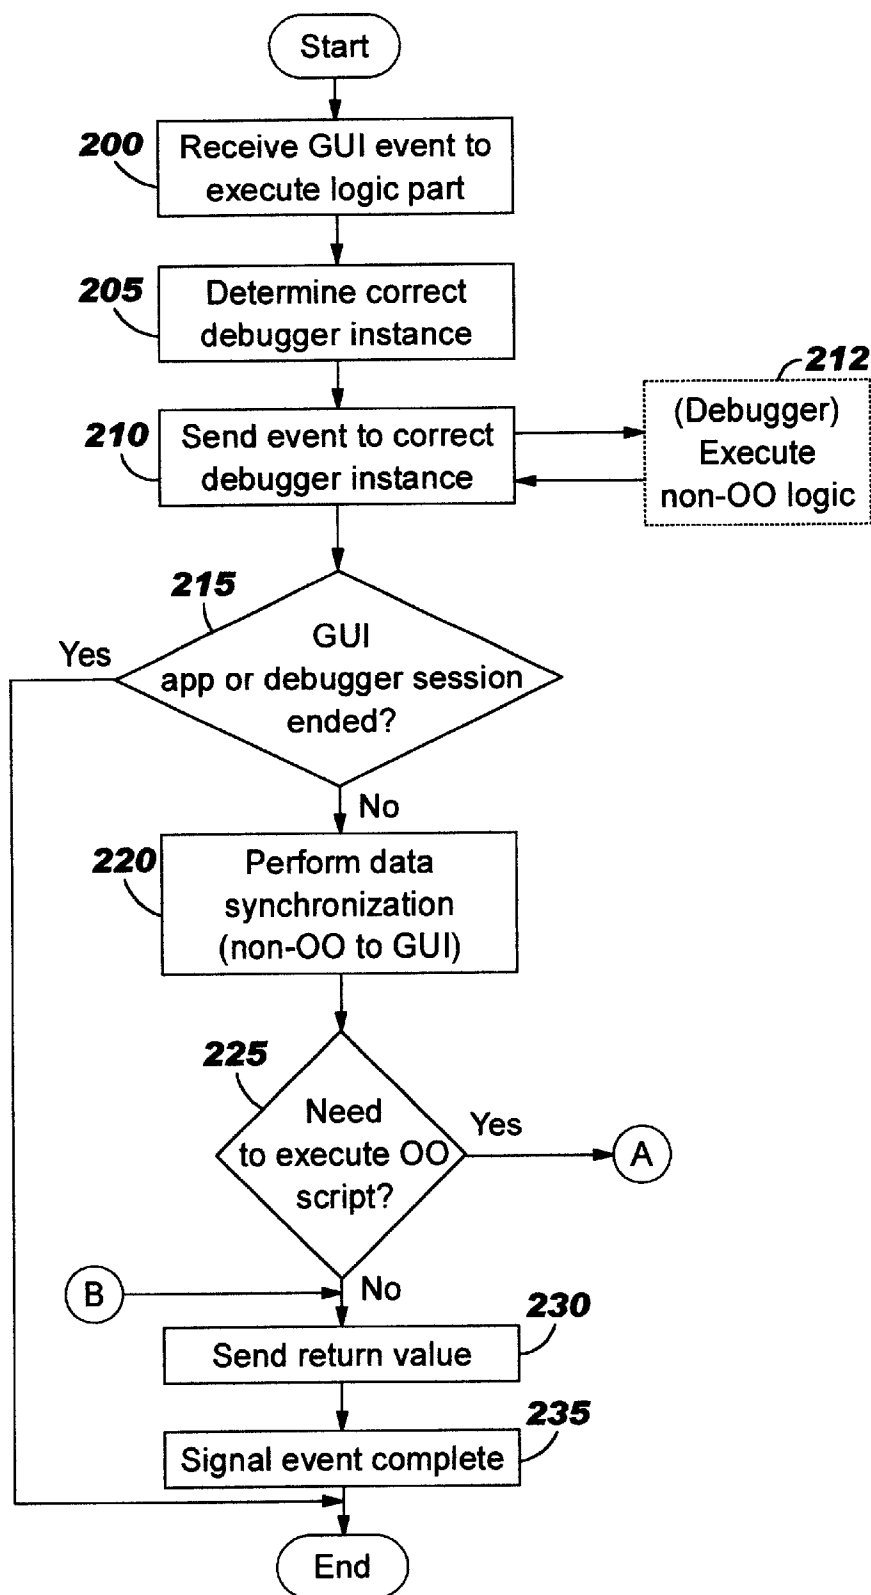 Start
200
Receive GUI event to
execute logic part
205
Determine correct
debugger instance
212
210
Send event to correct
debugger instance
(Debugger)
Execute
non-OO logic
215
Yes
GUI
app or debugger session
ended?
No
220
Perform data
synchronization
(non-OO to GUI)
225
Need
to execute OO
script?
Yes
A
B
No
230
Send return value
235
Signal event complete
End